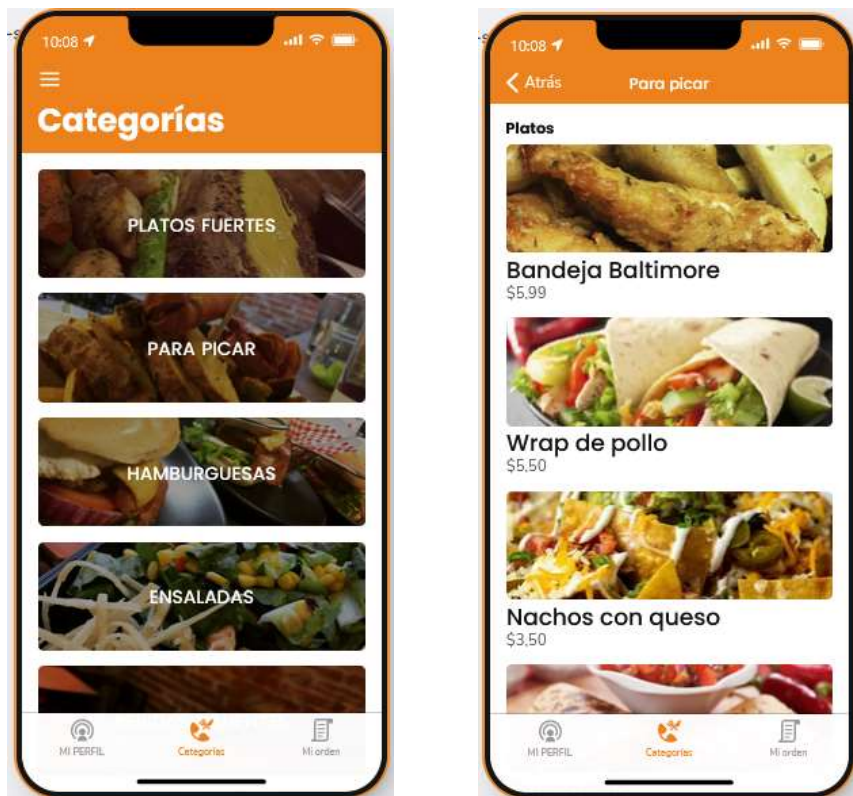 10:08
Categorías
PLATOS FUERTES
PARA PICAR
HAMBURGUESAS
ENSALADAS
MI PERFIL
Categorías
Mi orden
10:08
Atrás
Para picar
Platos
Bandeja Baltimore
$5,99
Wrap de pollo
$5,50
Nachos con queso
$3,50
MI PERFIL
Categorías
Mi orden